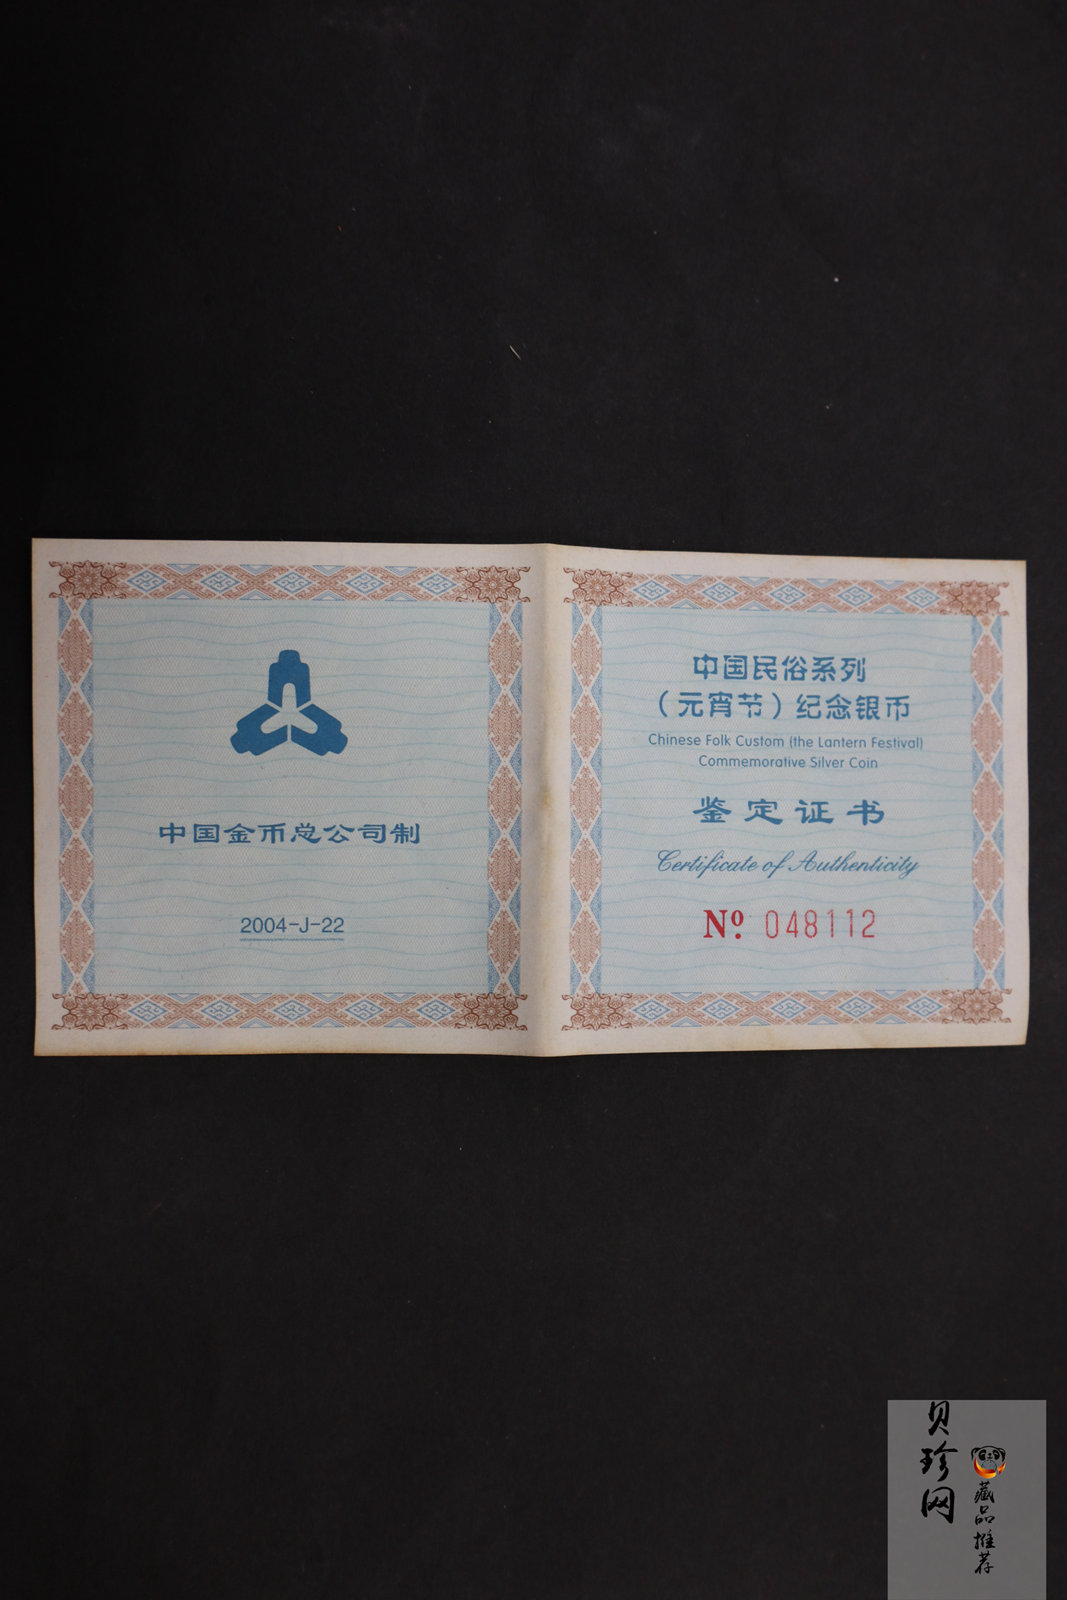 中国金币总公司制
2004-J-22
中国民俗系列
（元宵节）纪念银币
Chinese Folk Custom (the Lantern Festival)
Commemorative Silver Coin
鉴定证书
Certificate of Authenticity
Nº. 048112
贝珍网
藏品推荐